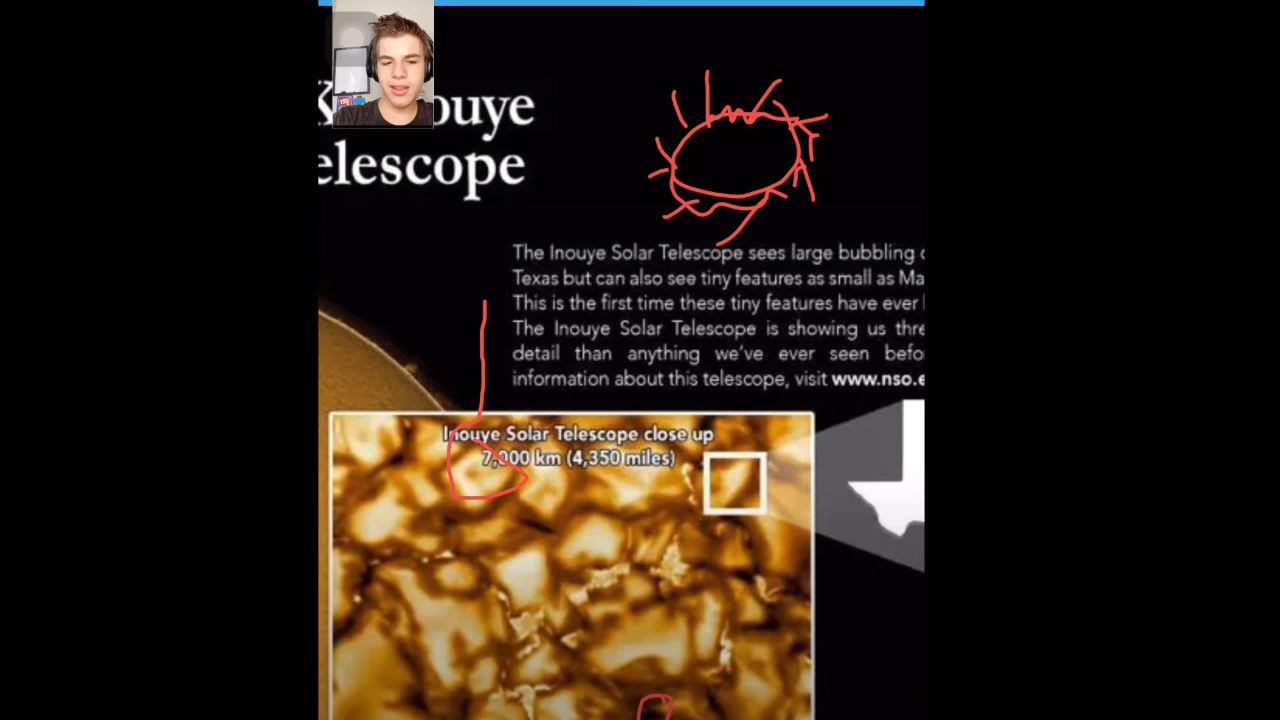 ouye
elescope
The Inouye Solar Telescope sees large bubbling
Texas but can also see tiny features as small as Ma
This is the first time these tiny features have ever
The Inouye Solar Telescope is showing us thre
detail than anything we've ever seen befo
information about this telescope, visit www.nso.e
Inouye Solar Telescope close up
7,000 km (4,350 miles)